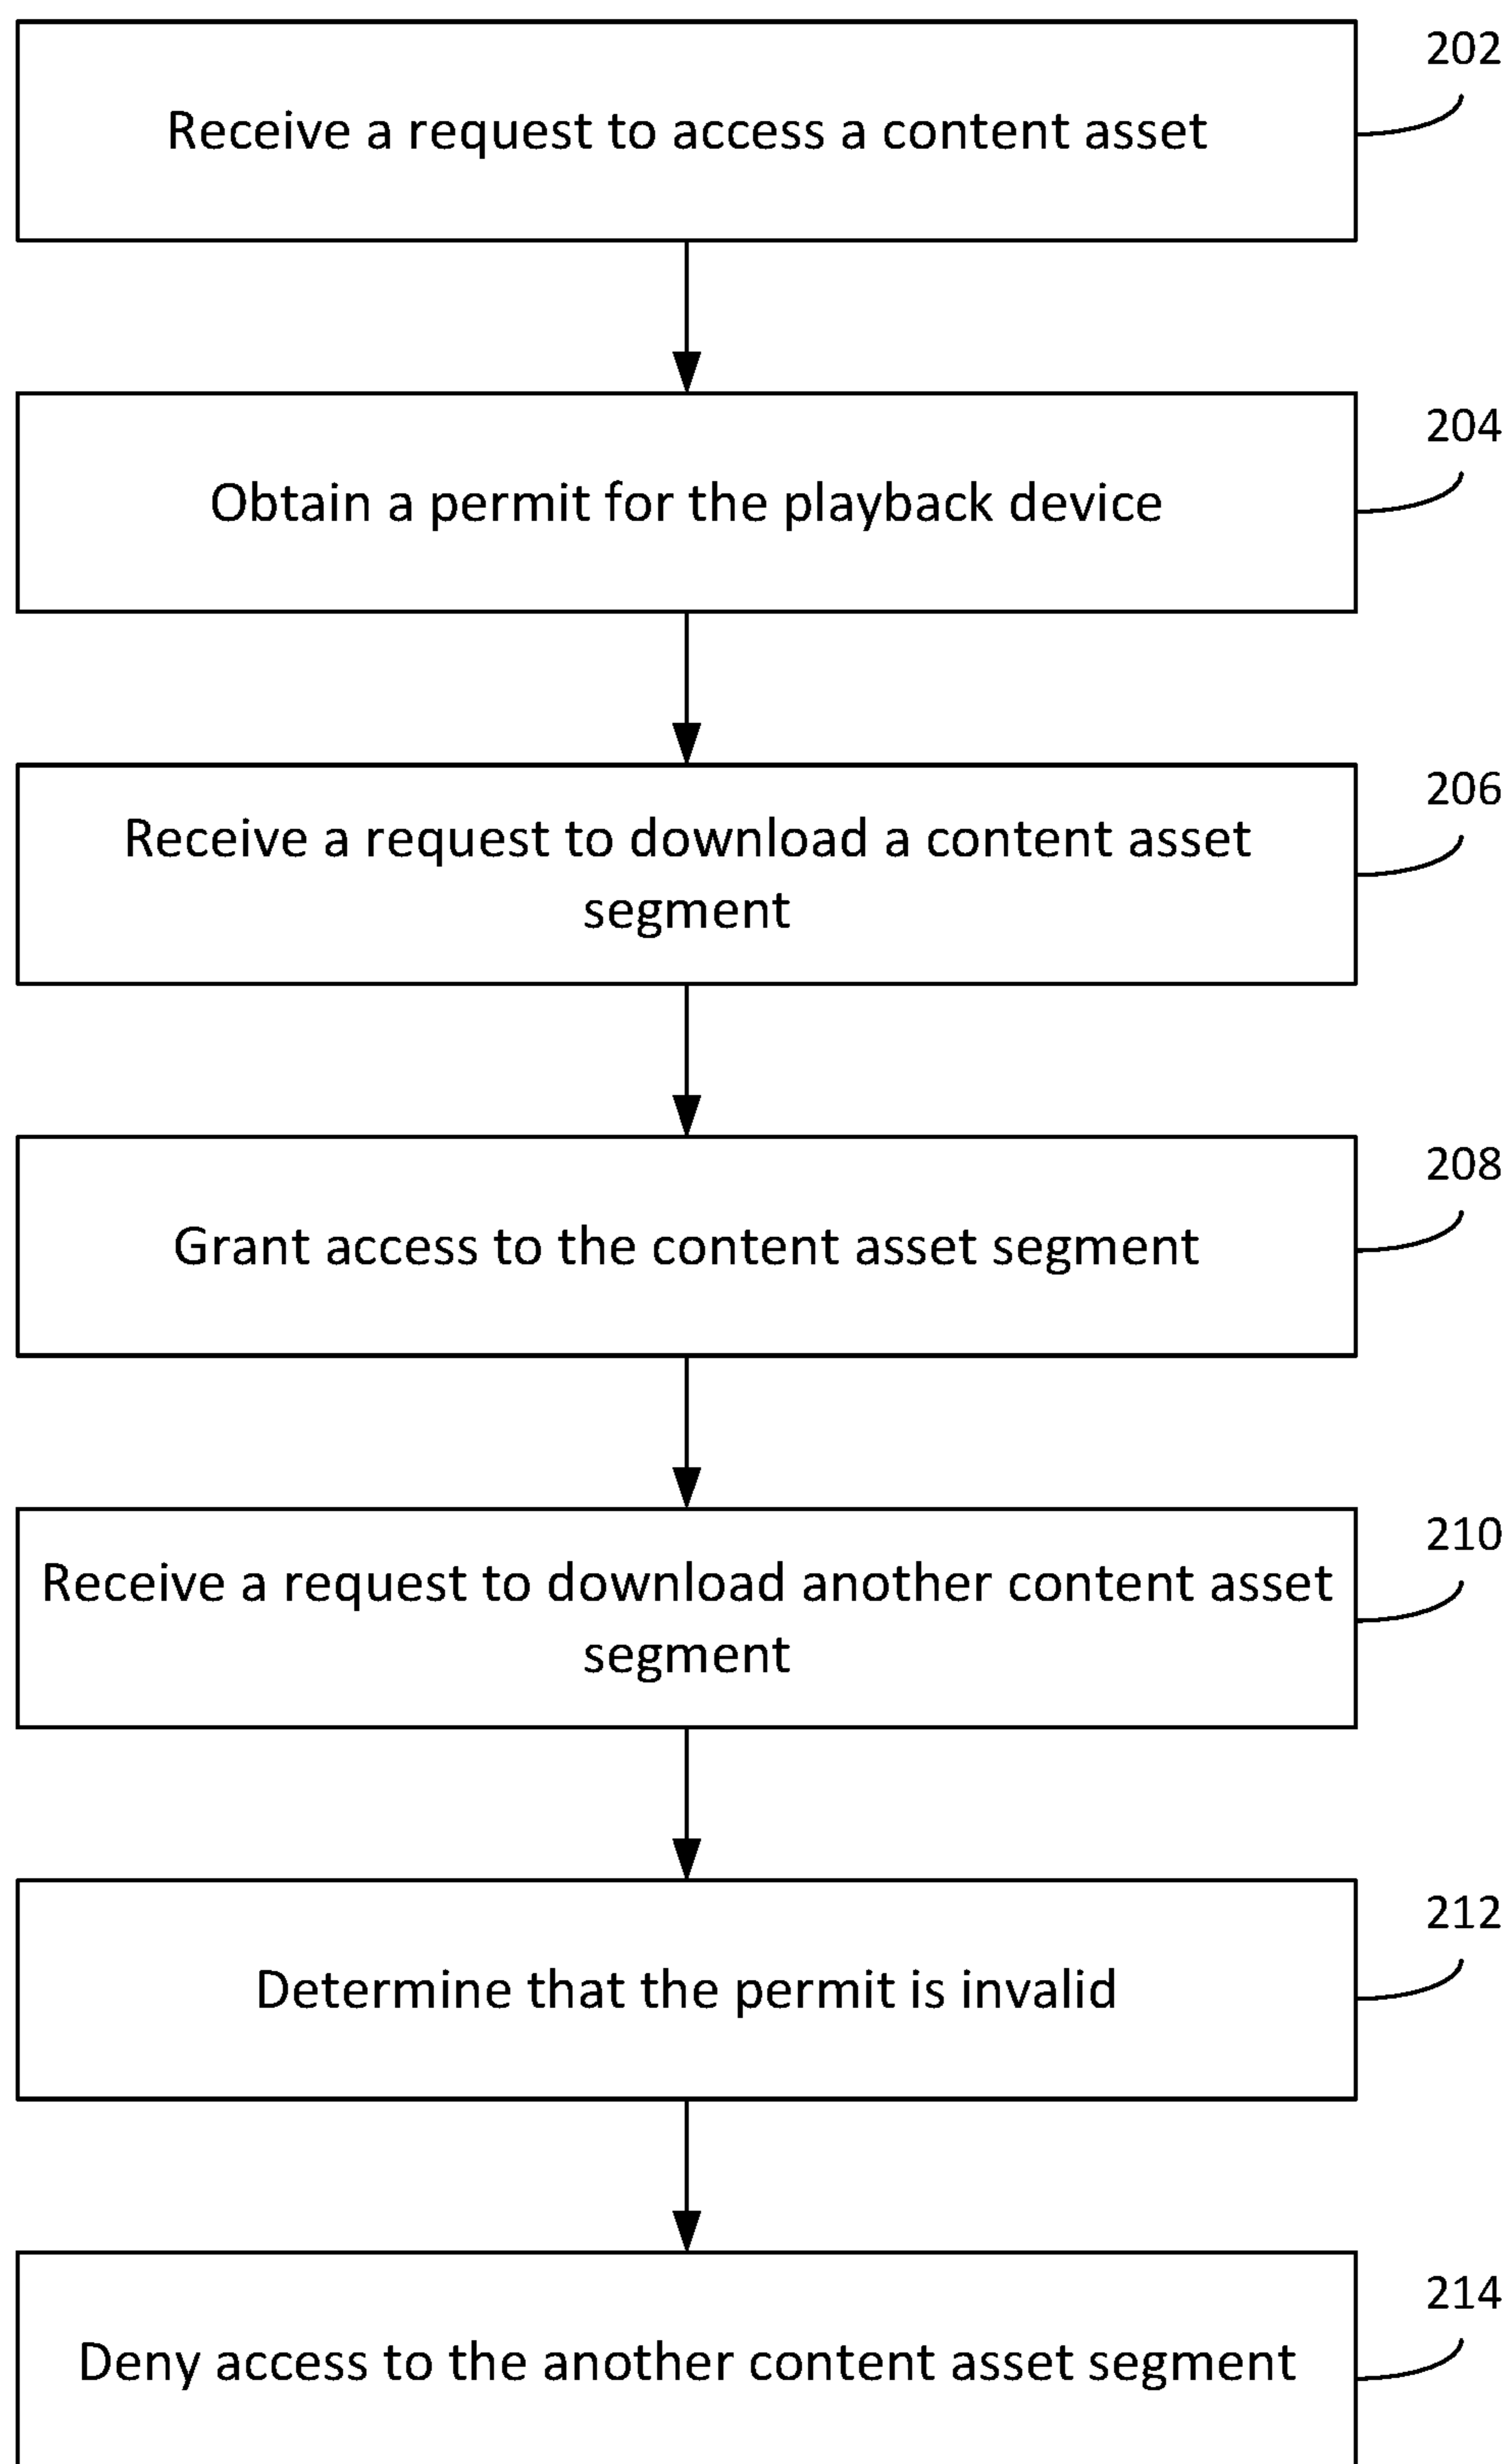 202
Receive a request to access a content asset
204
Obtain a permit for the playback device
206
Receive a request to download a content asset
segment
208
Grant access to the content asset segment
210
Receive a request to download another content asset
segment
212
Determine that the permit is invalid
214
Deny access to the another content asset segment